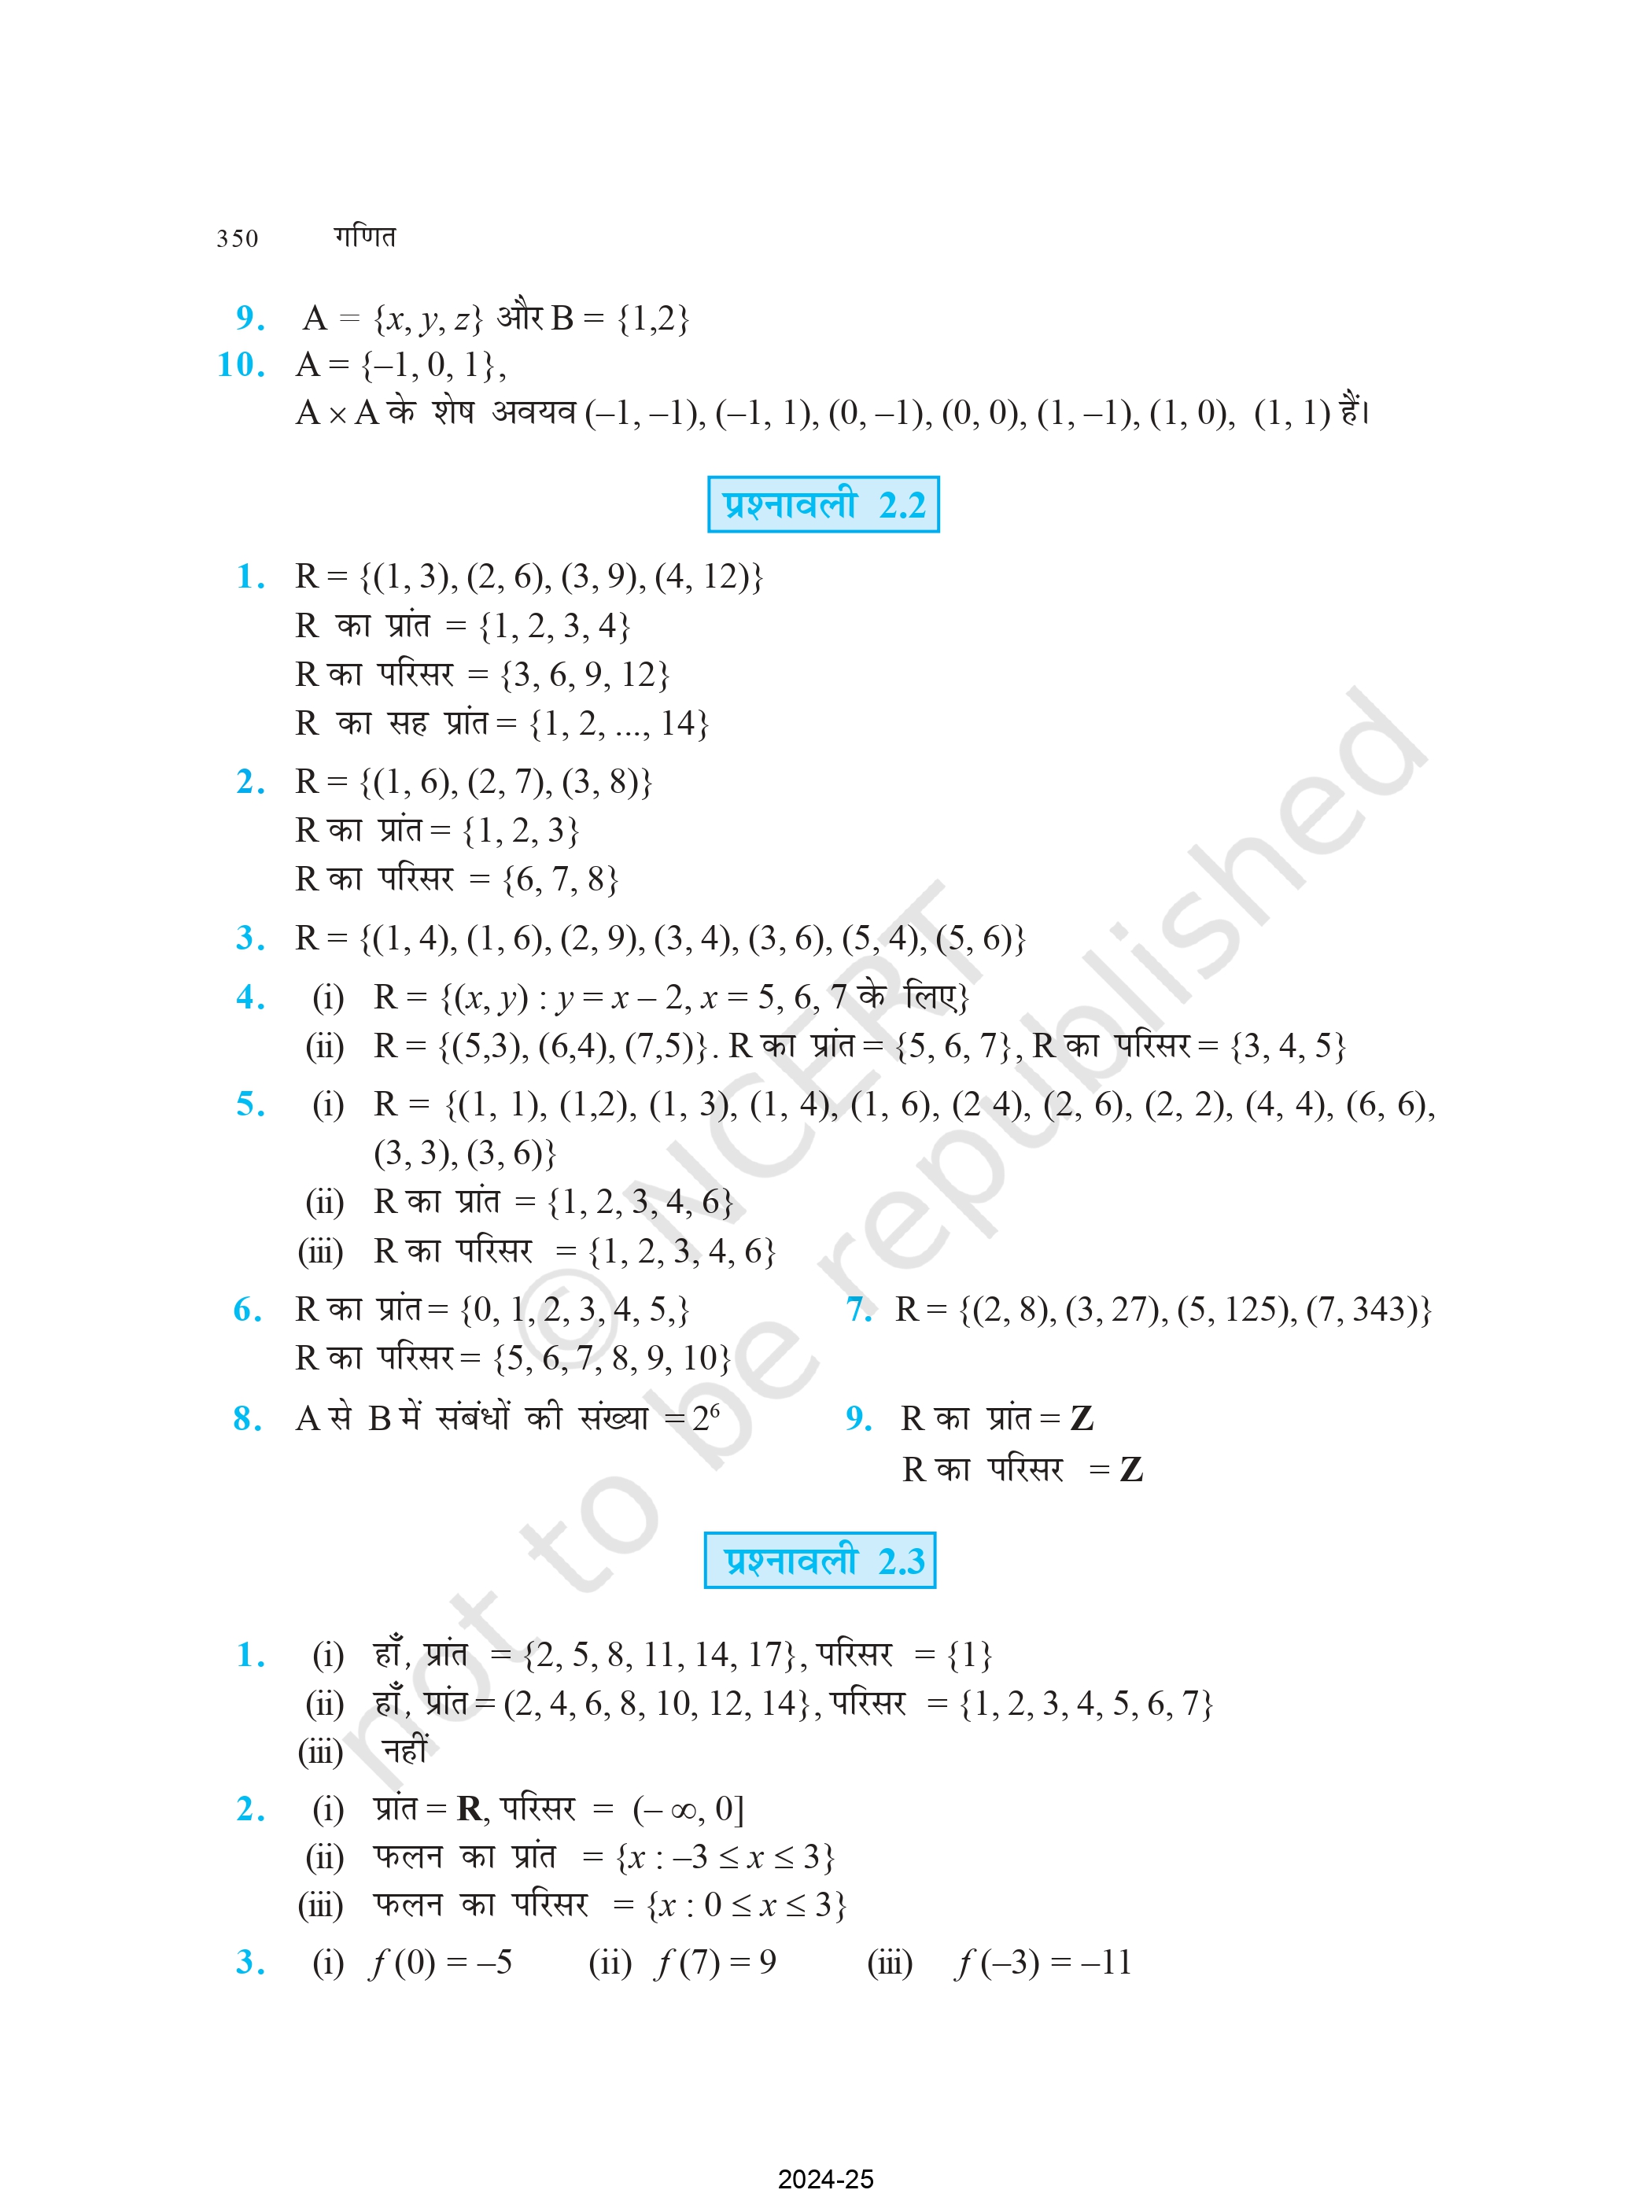 350 गणित
9. A = {x, y, z} और B = {1,2}
10. A = {–1, 0, 1},
A × A के शेष अवयव (–1, –1), (–1, 1), (0, –1), (0, 0), (1, –1), (1, 0), (1, 1) हैं।
प्रश्नावली 2.2
1. R = {(1, 3), (2, 6), (3, 9), (4, 12)}
R का प्रांत = {1, 2, 3, 4}
R का परिसर = {3, 6, 9, 12}
R का सह प्रांत = {1, 2, ..., 14}
2. R = {(1, 6), (2, 7), (3, 8)}
R का प्रांत = {1, 2, 3}
R का परिसर = {6, 7, 8}
3. R = {(1, 4), (1, 6), (2, 9), (3, 4), (3, 6), (5, 4), (5, 6)}
4. (i) R = {(x, y) : y = x – 2, x = 5, 6, 7 के लिए}
(ii) R = {(5,3), (6,4), (7,5)}. R का प्रांत = {5, 6, 7}, R का परिसर = {3, 4, 5}
5. (i) R = {(1, 1), (1,2), (1, 3), (1, 4), (1, 6), (2 4), (2, 6), (2, 2), (4, 4), (6, 6),
(3, 3), (3, 6)}
(ii) R का प्रांत = {1, 2, 3, 4, 6}
(iii) R का परिसर = {1, 2, 3, 4, 6}
6. R का प्रांत = {0, 1, 2, 3, 4, 5,} 7. R = {(2, 8), (3, 27), (5, 125), (7, 343)}
R का परिसर = {5, 6, 7, 8, 9, 10}
8. A से B में संबंधों की संख्या = 2⁶ 9. R का प्रांत = Z
R का परिसर = Z
प्रश्नावली 2.3
1. (i) हाँ, प्रांत = {2, 5, 8, 11, 14, 17}, परिसर = {1}
(ii) हाँ, प्रांत = (2, 4, 6, 8, 10, 12, 14}, परिसर = {1, 2, 3, 4, 5, 6, 7}
(iii) नहीं
2. (i) प्रांत = R, परिसर = (– ∞, 0]
(ii) फलन का प्रांत = {x : –3 ≤ x ≤ 3}
(iii) फलन का परिसर = {x : 0 ≤ x ≤ 3}
3. (i) f (0) = –5 (ii) f (7) = 9 (iii) f (–3) = –11
© NCERT
not to be republished
2024-25